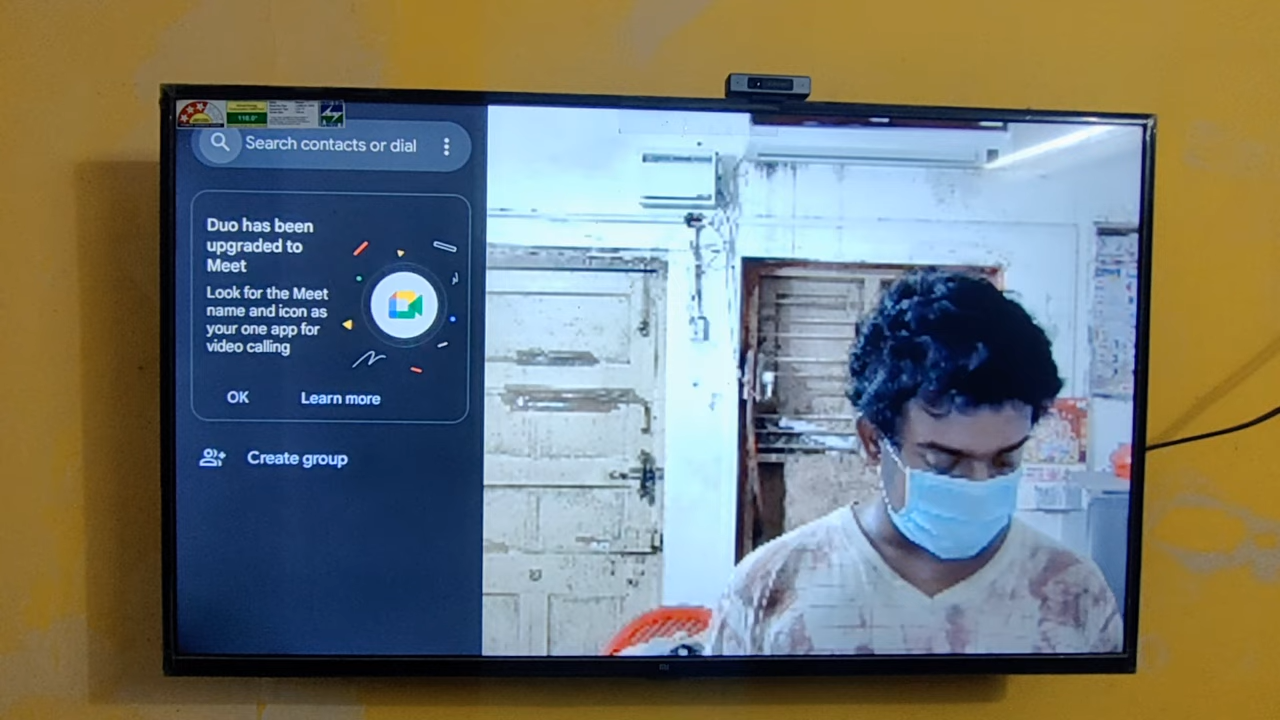 Search contacts or dial
Duo has been
upgraded to
Meet
Look for the Meet
name and icon as
your one app for
video calling
OK
Learn more
Create group
mi